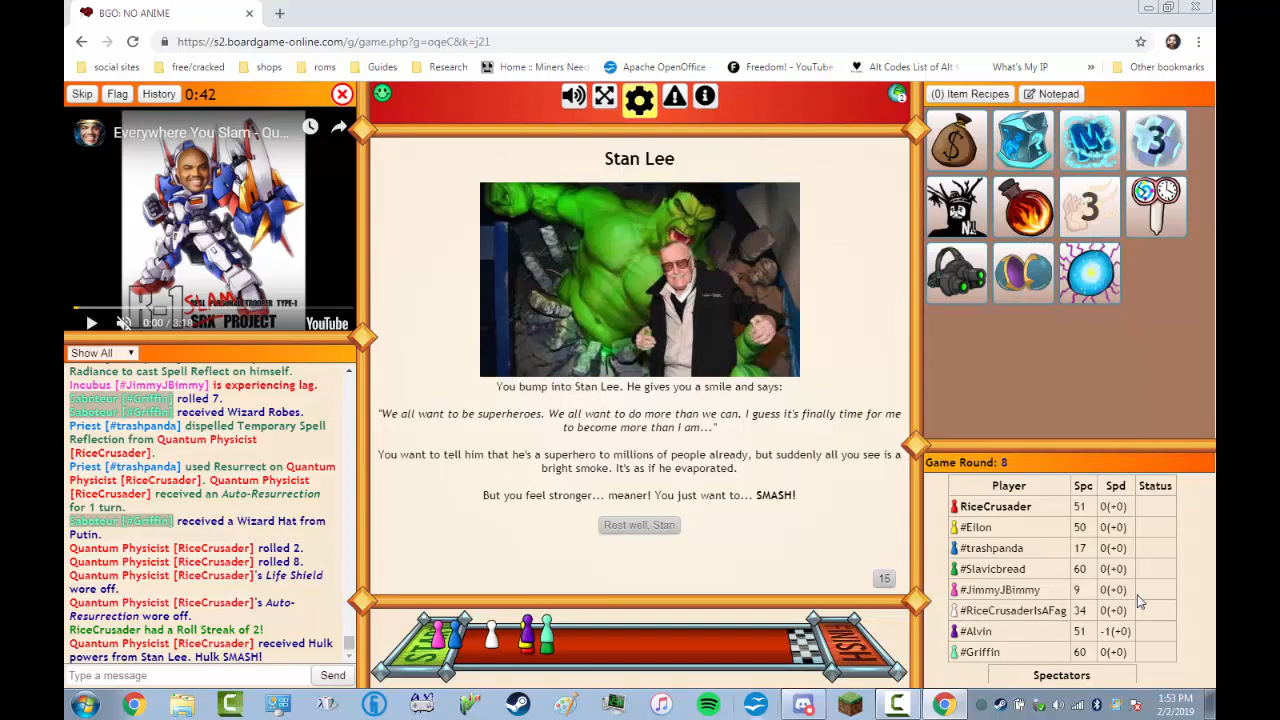 BGO: NO ANIME
https://s2.boardgame-online.com/g/game.php?g=oqeC&k=j21
social sites free/cracked shops roms Guides Research Home :: Miners Need Apache OpenOffice - Freedom! - YouTube Alt Codes List of Alt What's My IP » Other bookmarks
Skip Flag History 0:42
Everywhere You Slam - Qu...
SLAM
SRX PROJECT
0:00 / 3:18 YouTube
Show All
Radiance to cast Spell Reflect on himself.
Incubus [#JimmyJBimmy] is experiencing lag.
Saboteur [#Griffin] rolled 7.
Saboteur [#Griffin] received Wizard Robes.
Priest [#trashpanda] dispelled Temporary Spell
Reflection from Quantum Physicist
[RiceCrusader].
Priest [#trashpanda] used Resurrect on Quantum
Physicist [RiceCrusader]. Quantum Physicist
[RiceCrusader] received an Auto-Resurrection
for 1 turn.
Saboteur [#Griffin] received a Wizard Hat from
Putin.
Quantum Physicist [RiceCrusader] rolled 2.
Quantum Physicist [RiceCrusader] rolled 8.
Quantum Physicist [RiceCrusader]'s Life Shield
wore off.
Quantum Physicist [RiceCrusader]'s Auto-
Resurrection wore off.
RiceCrusader had a Roll Streak of 2!
Quantum Physicist [RiceCrusader] received Hulk
powers from Stan Lee. Hulk SMASH!
Type a message Send
Stan Lee
You bump into Stan Lee. He gives you a smile and says:
"We all want to be superheroes. We all want to do more than we can. I guess it's finally time for me
to become more than I am..."
You want to tell him that he's a superhero to millions of people already, but suddenly all you see is a
bright smoke. It's as if he evaporated.
But you feel stronger... meaner! You just want to... SMASH!
Rest well, Stan
15
FINISH
(0) Item Recipes Notepad
3
3
Game Round: 8
Player Spc Spd Status
RiceCrusader 51 0(+0)
#Eilon 50 0(+0)
#trashpanda 17 0(+0)
#Slavicbread 60 0(+0)
#JimmyJBimmy 9 0(+0)
#RiceCrusaderIsAFag 34 0(+0)
#Alvin 51 -1(+0)
#Griffin 60 0(+0)
Spectators
1:53 PM
2/2/2019